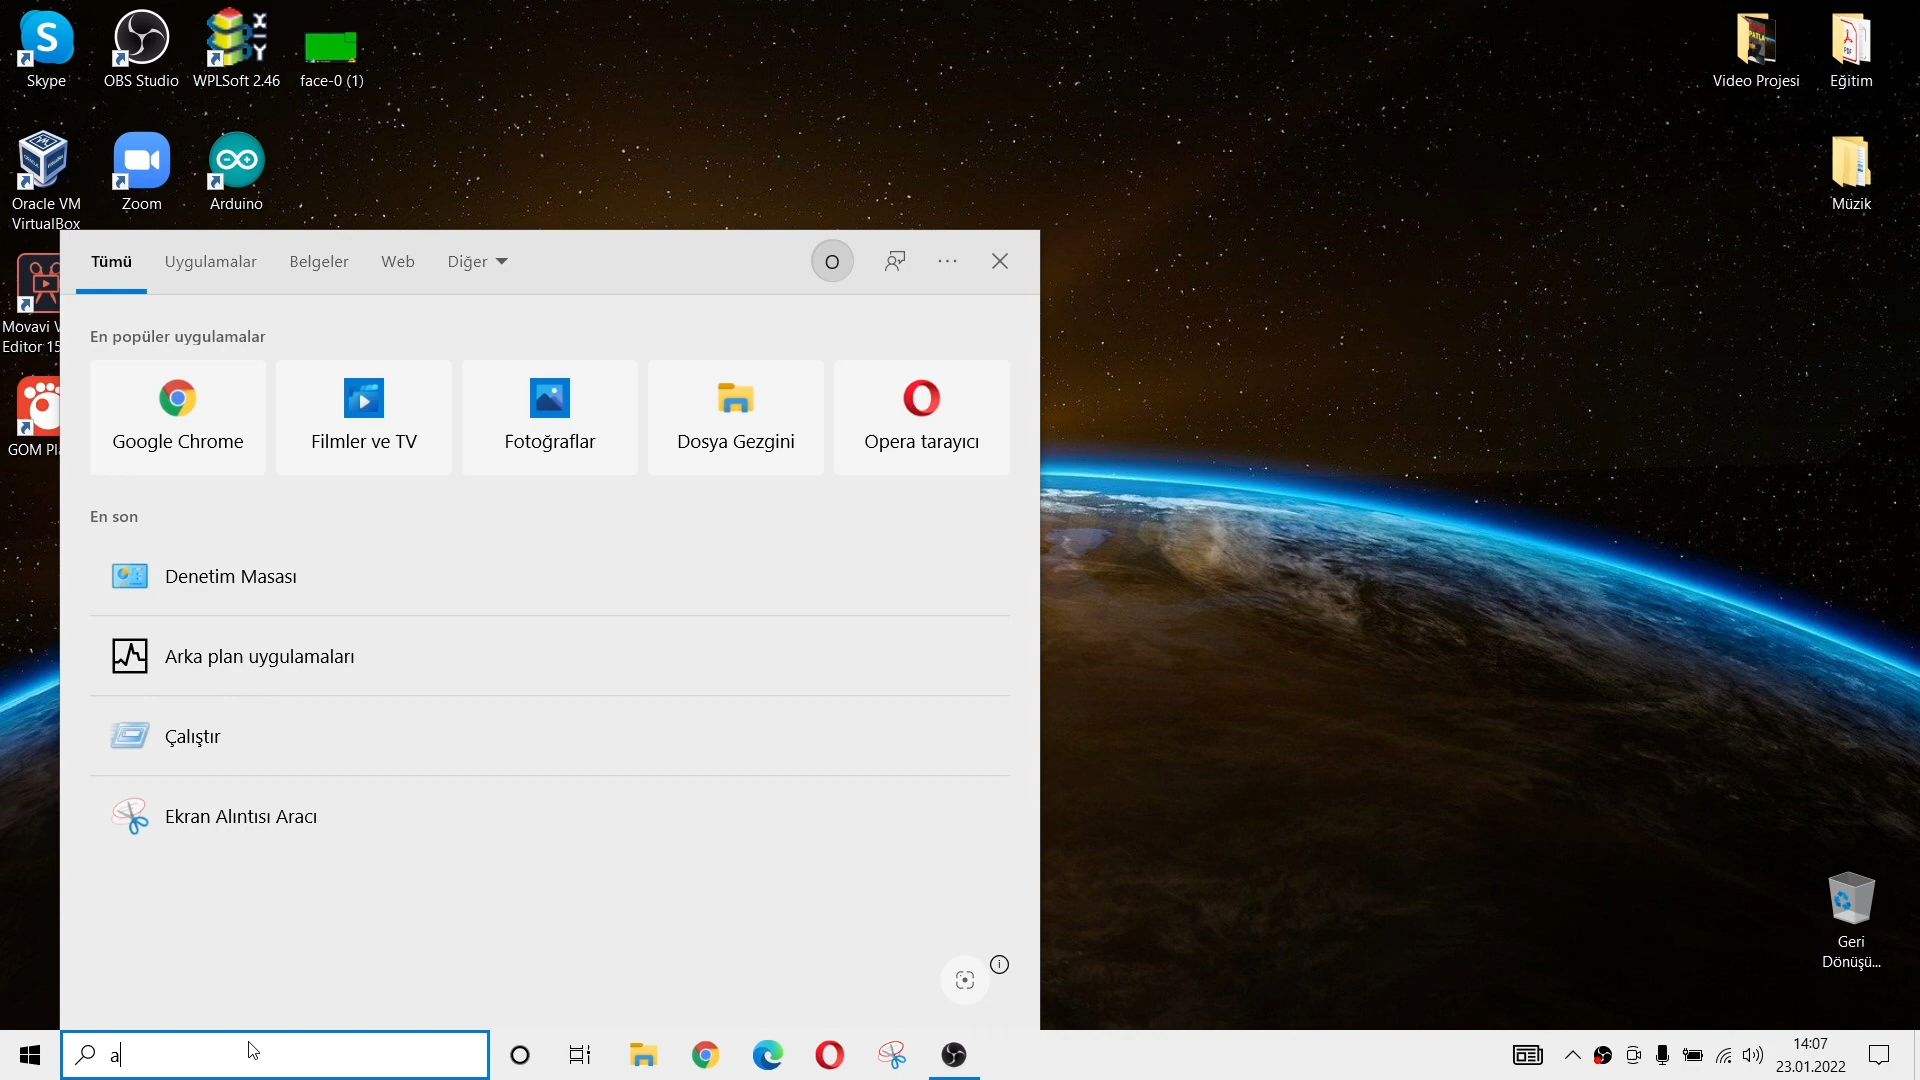 Skype
OBS Studio
WPLSoft 2.46
face-0 (1)
Video Projesi
Eğitim
Oracle VM
VirtualBox
Zoom
Arduino
Müzik
Movavi V
Editor 15
GOM Pl
Tümü
Uygulamalar
Belgeler
Web
Diğer
O
En popüler uygulamalar
Google Chrome
Filmler ve TV
Fotoğraflar
Dosya Gezgini
Opera tarayıcı
En son
Denetim Masası
Arka plan uygulamaları
Çalıştır
Ekran Alıntısı Aracı
Geri
Dönüşü...
a
14:07
23.01.2022